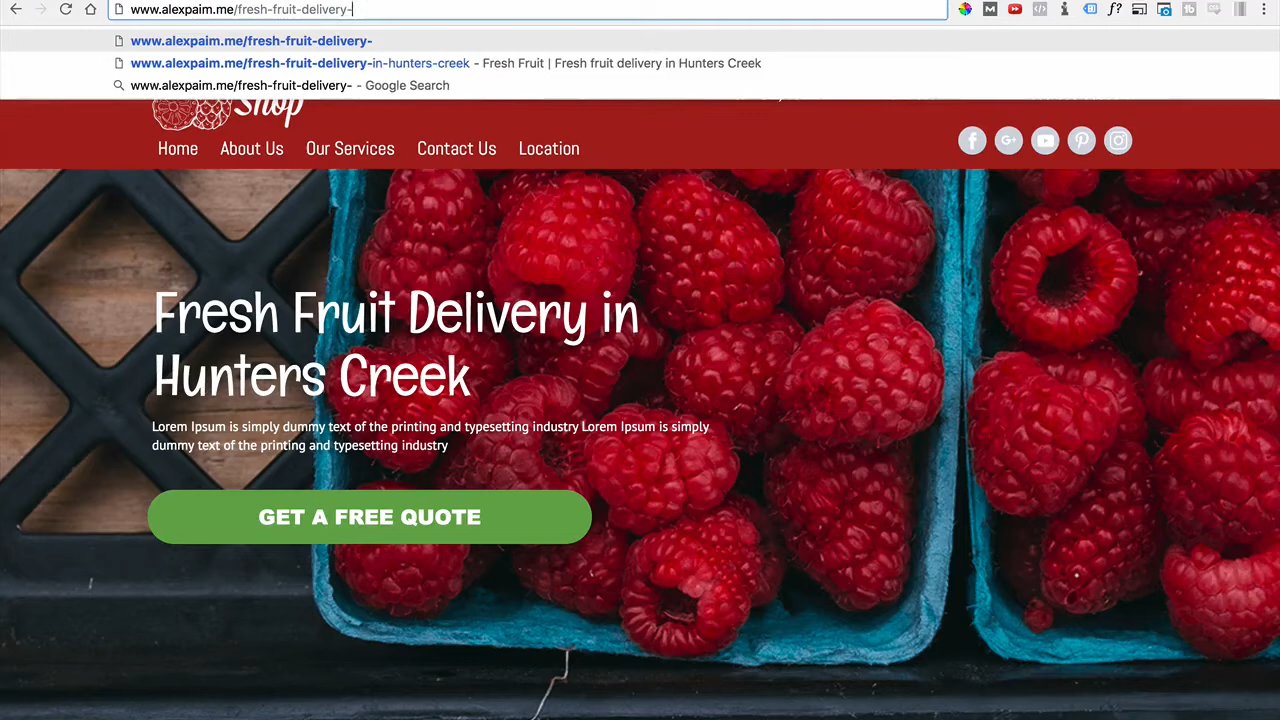 www.alexpaim.me/fresh-fruit-delivery-
www.alexpaim.me/fresh-fruit-delivery-
www.alexpaim.me/fresh-fruit-delivery-in-hunters-creek - Fresh Fruit | Fresh fruit delivery in Hunters Creek
www.alexpaim.me/fresh-fruit-delivery- - Google Search
Shop
Home About Us Our Services Contact Us Location
Fresh Fruit Delivery in
Hunters Creek
Lorem Ipsum is simply dummy text of the printing and typesetting industry Lorem Ipsum is simply
dummy text of the printing and typesetting industry
GET A FREE QUOTE